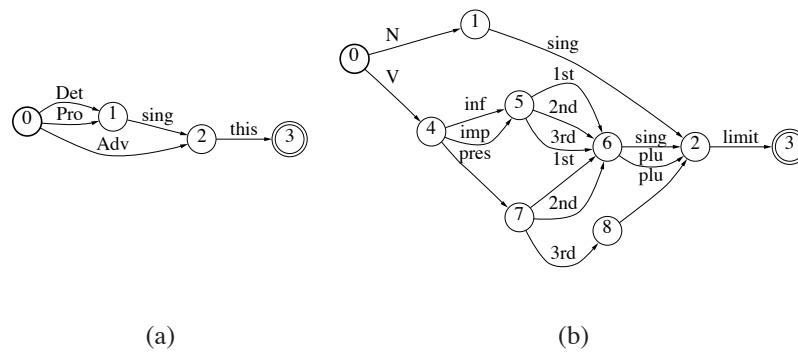 Det
Pro
Adv
sing
this
0
1
2
3
(a)
N
V
sing
inf
imp
pres
1st
2nd
3rd
1st
2nd
3rd
sing
plu
plu
limit
0
1
4
5
6
7
8
2
3
(b)